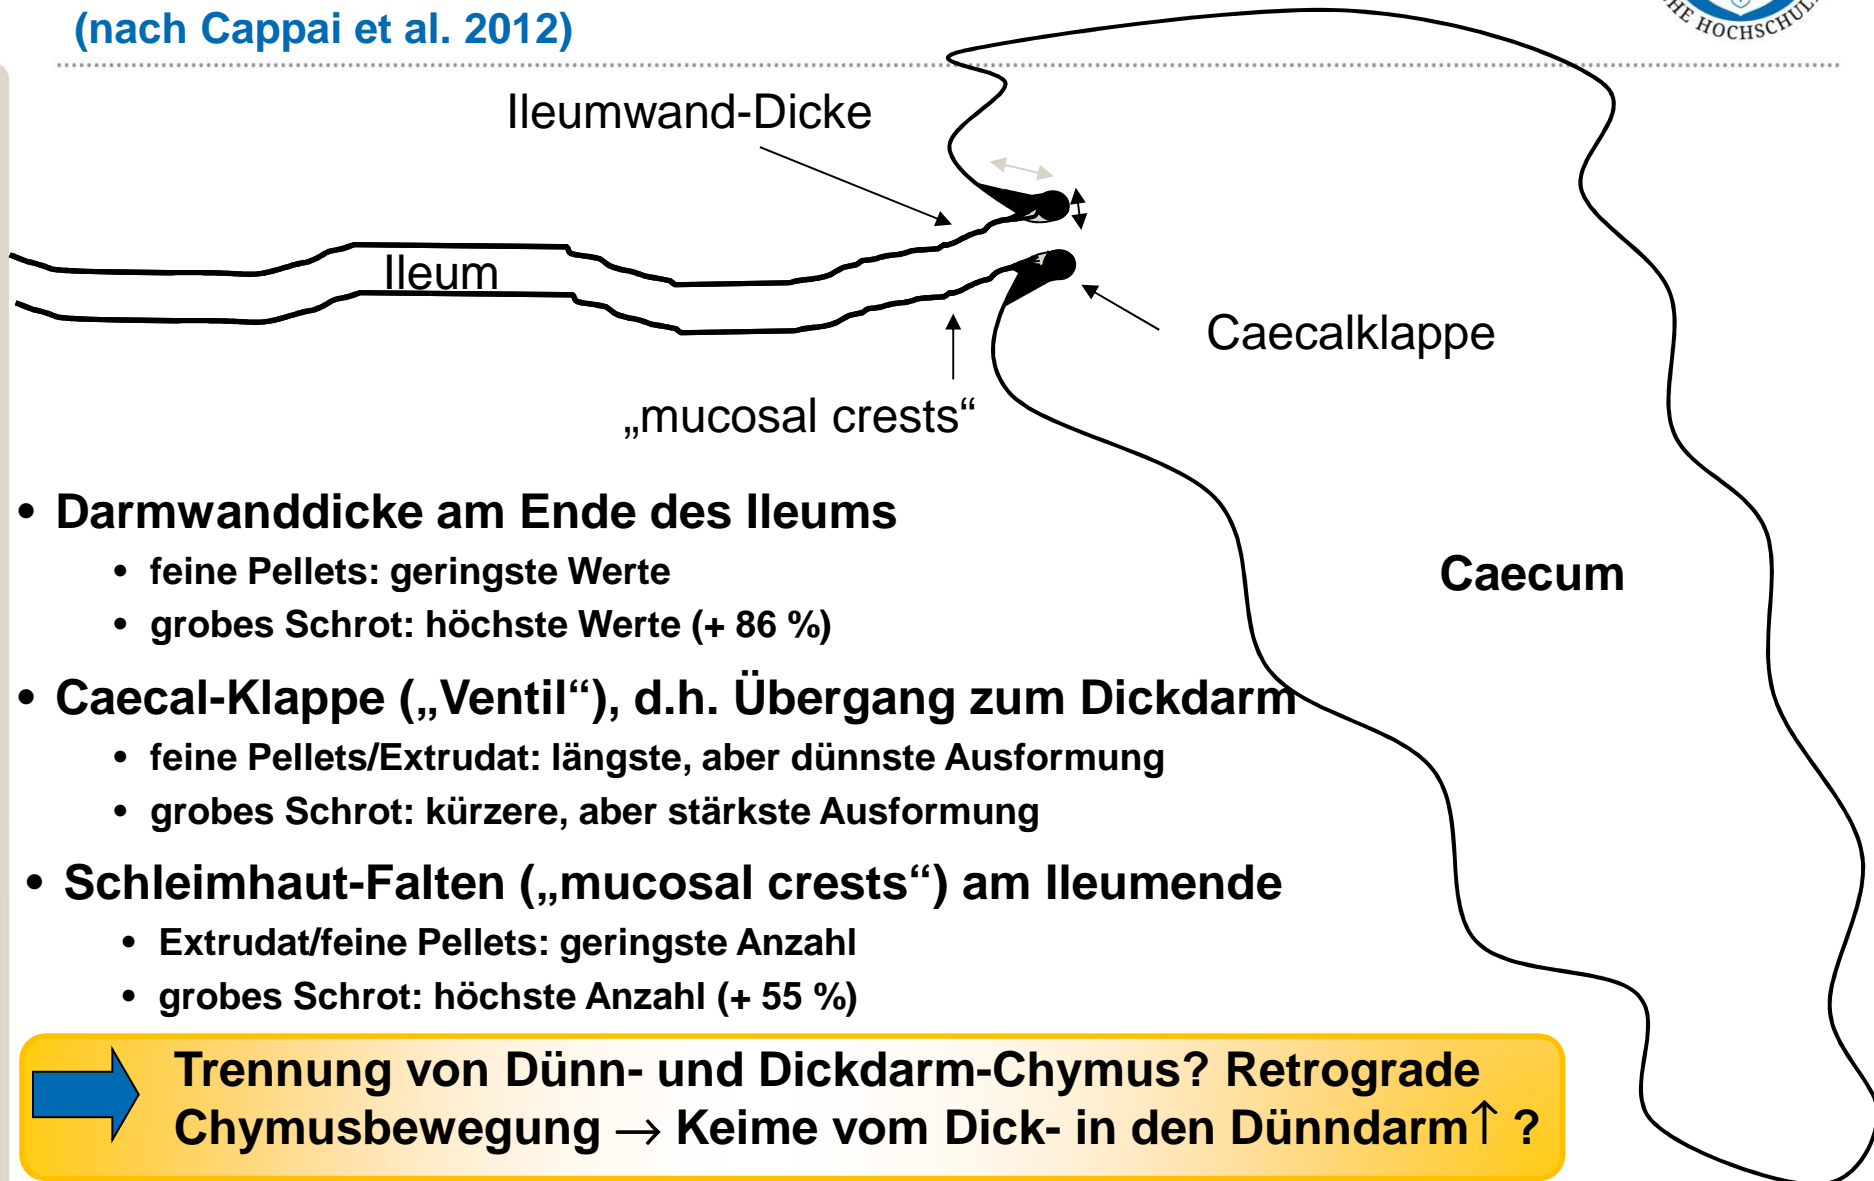 (nach Cappai et al. 2012)
HE HOCHSCHUL
Ileumwand-Dicke
Ileum
Caecalklappe
„mucosal crests“
• Darmwanddicke am Ende des Ileums
• feine Pellets: geringste Werte
• grobes Schrot: höchste Werte (+ 86 %)
Caecum
• Caecal-Klappe („Ventil“), d.h. Übergang zum Dickdarm
• feine Pellets/Extrudat: längste, aber dünnste Ausformung
• grobes Schrot: kürzere, aber stärkste Ausformung
• Schleimhaut-Falten („mucosal crests“) am Ileumende
• Extrudat/feine Pellets: geringste Anzahl
• grobes Schrot: höchste Anzahl (+ 55 %)
Trennung von Dünn- und Dickdarm-Chymus? Retrograde
Chymusbewegung → Keime vom Dick- in den Dünndarm↑ ?